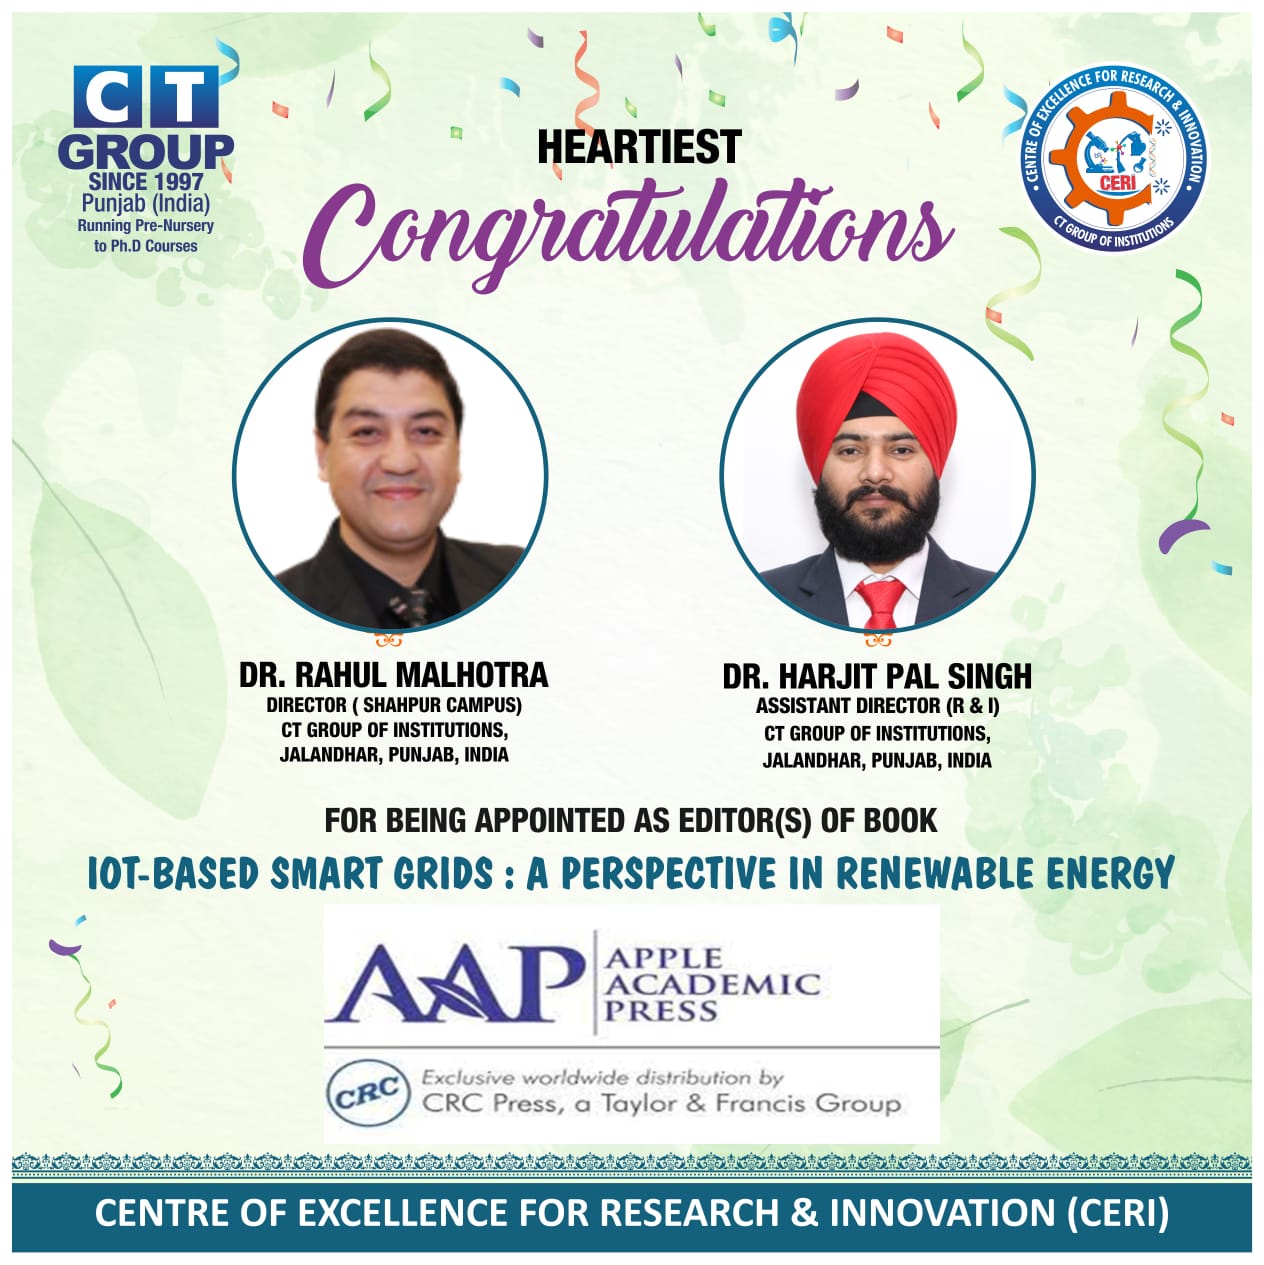 CT
GROUP
SINCE 1997
Punjab (India)
Running Pre-Nursery
to Ph.D Courses
HEARTIEST
Congratulations
• CENTRE OF EXCELLENCE FOR RESEARCH & INNOVATION •
CERI
CT GROUP OF INSTITUTIONS
DR. RAHUL MALHOTRA
DIRECTOR ( SHAHPUR CAMPUS)
CT GROUP OF INSTITUTIONS,
JALANDHAR, PUNJAB, INDIA
DR. HARJIT PAL SINGH
ASSISTANT DIRECTOR (R & I)
CT GROUP OF INSTITUTIONS,
JALANDHAR, PUNJAB, INDIA
FOR BEING APPOINTED AS EDITOR(S) OF BOOK
IOT-BASED SMART GRIDS : A PERSPECTIVE IN RENEWABLE ENERGY
AAP
APPLE
ACADEMIC
PRESS
CRC
Exclusive worldwide distribution by
CRC Press, a Taylor & Francis Group
CENTRE OF EXCELLENCE FOR RESEARCH & INNOVATION (CERI)